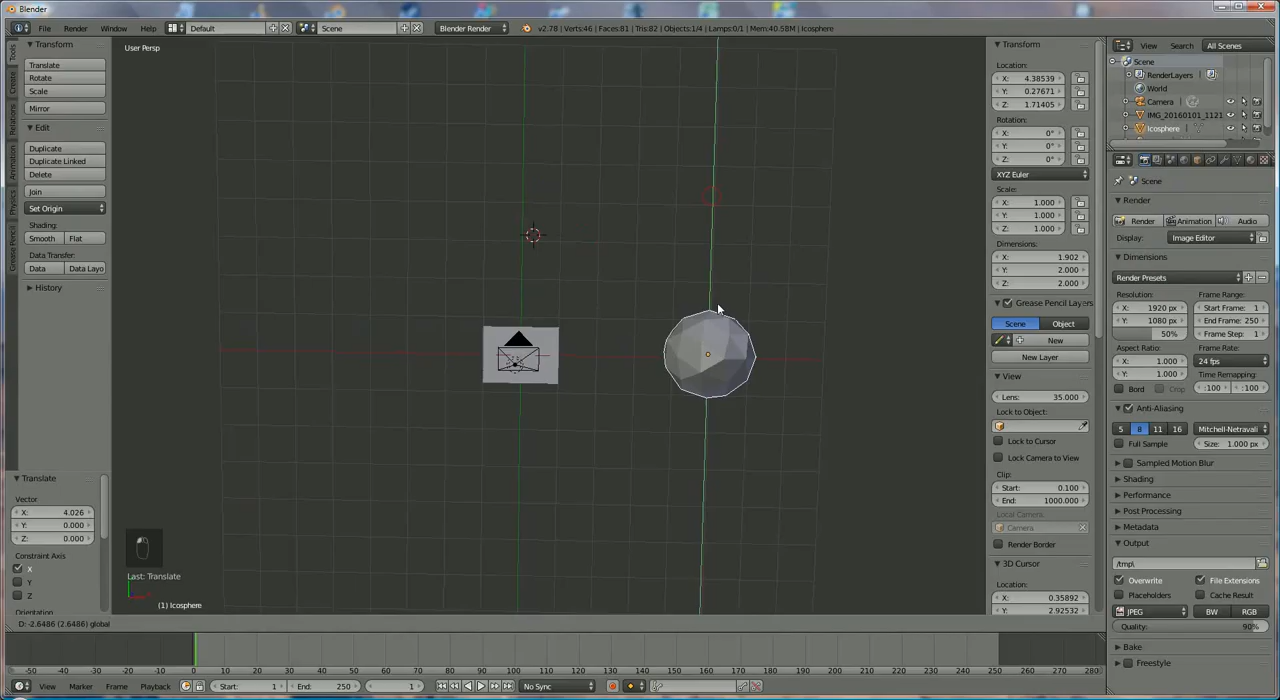 Blender
File Render Window Help Default Scene Blender Render v2.78 | Verts:46 | Faces:81 | Tris:82 | Objects:1/4 | Lamps:0/1 | Mem:40.58M | Icosphere
Tools
Create
Relations
Animation
Physics
Grease Pencil
Transform
Translate
Rotate
Scale
Mirror
Edit
Duplicate
Duplicate Linked
Delete
Join
Set Origin
Shading:
Smooth Flat
Data Transfer:
Data Data Layo
History
Translate
Vector
X: 4.026
Y: 0.000
Z: 0.000
Constraint Axis
X
Y
Z
Orientation
User Persp
Last: Translate
(1) Icosphere
D: -2.6486 (2.6486) global
Transform
Location:
X: 4.38539
Y: 0.27671
Z: 1.71405
Rotation:
X: 0°
Y: 0°
Z: 0°
XYZ Euler
Scale:
X: 1.000
Y: 1.000
Z: 1.000
Dimensions:
X: 1.902
Y: 2.000
Z: 2.000
Grease Pencil Layers
Scene Object
New
New Layer
View
Lens: 35.000
Lock to Object:
Lock to Cursor
Lock Camera to View
Clip:
Start: 0.100
End: 1000.000
Local Camera:
Camera
Render Border
3D Cursor
Location:
X: 0.35892
Y: 2.92532
View Search All Scenes
Scene
RenderLayers
World
Camera
IMG_20160101_1121
Icosphere
Scene
Render
Render Animation Audio
Display: Image Editor
Dimensions
Render Presets
Resolution: Frame Range:
X: 1920 px Start Frame: 1
Y: 1080 px End Frame: 250
50% Frame Step: 1
Aspect Ratio: Frame Rate:
X: 1.000 24 fps
Y: 1.000 Time Remapping:
Bord Crop :100 :100
Anti-Aliasing
5 8 11 16 Mitchell-Netravali
Full Sample Size: 1.000 px
Sampled Motion Blur
Shading
Performance
Post Processing
Metadata
Output
/tmp\
Overwrite File Extensions
Placeholders Cache Result
JPEG BW RGB
Quality: 90%
Bake
Freestyle
-50 -40 -30 -20 -10 0 10 20 30 40 50 60 70 80 90 100 110 120 130 140 150 160 170 180 190 200 210 220 230 240 250 260 270 280
View Marker Frame Playback Start: 1 End: 250 1 No Sync